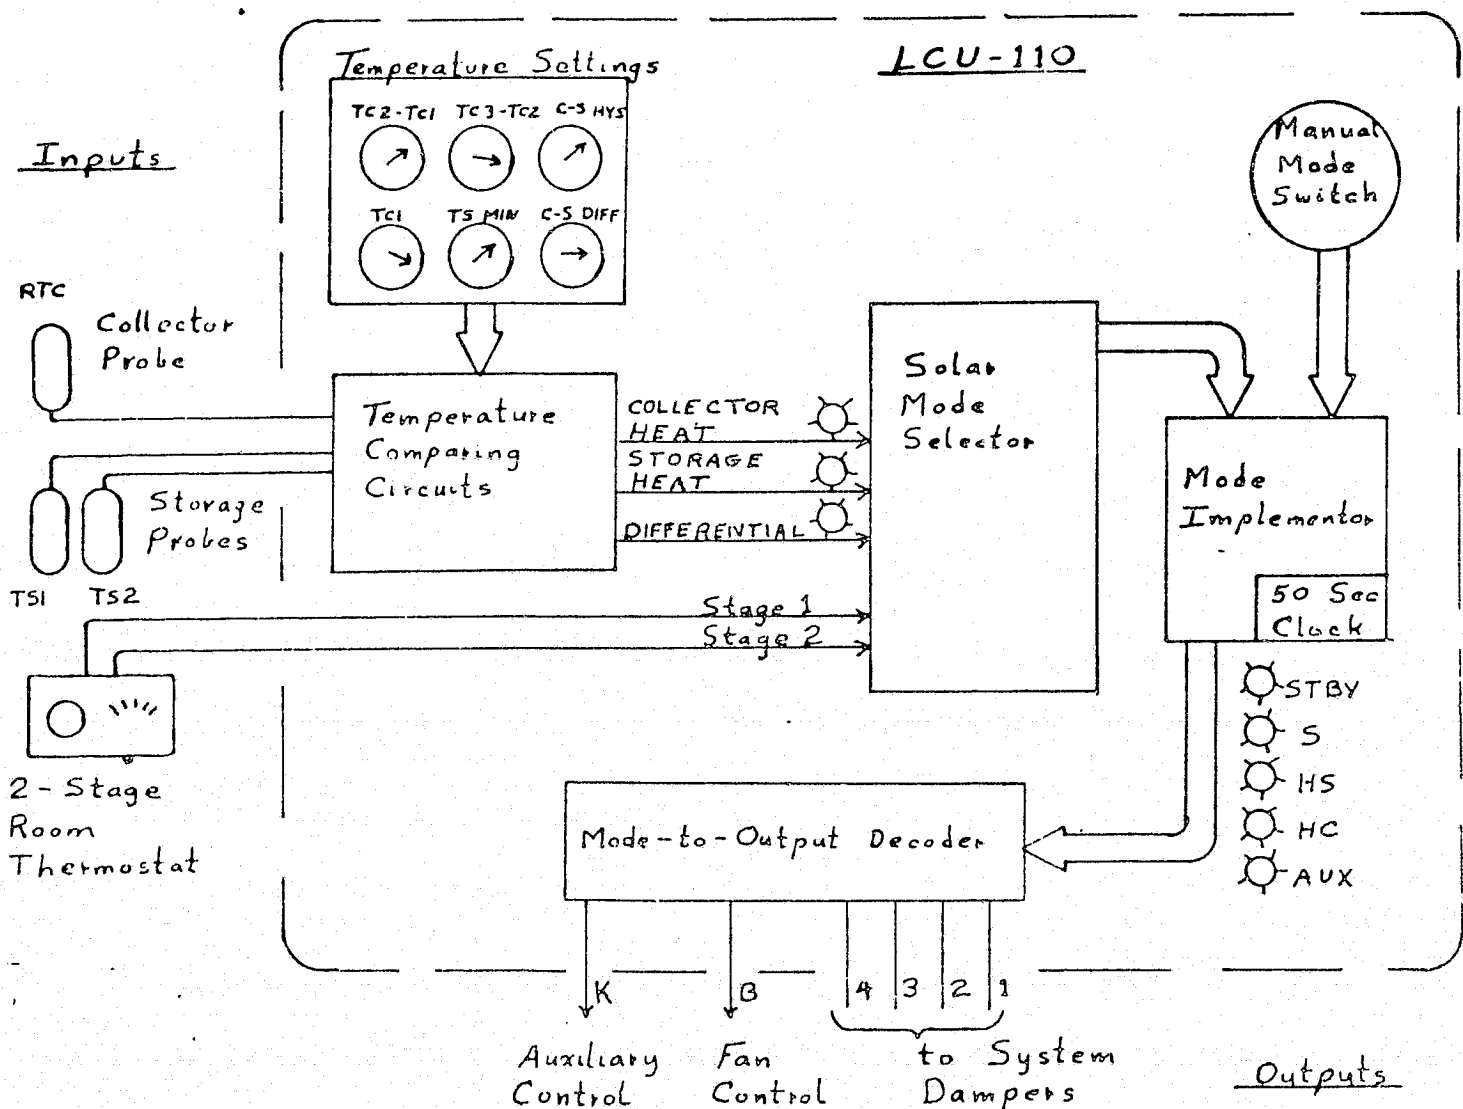 LCU-110
Temperature Settings
TC2-TC1 TC3-TC2 C-S HYS
TC1 TS MIN C-S DIFF
Inputs
Manual
Mode
Switch
RTC
Collector
Probe
Temperature
Comparing
Circuits
COLLECTOR
HEAT
STORAGE
HEAT
DIFFERENTIAL
Solar
Mode
Selector
Mode
Implementor
50 Sec
Clock
Storage
Probes
TS1 TS2
Stage 1
Stage 2
2-Stage
Room
Thermostat
STBY
S
HS
HC
AUX
Mode-to-Output Decoder
K B 4 3 2 1
Auxiliary
Control
Fan
Control
to System
Dampers
Outputs